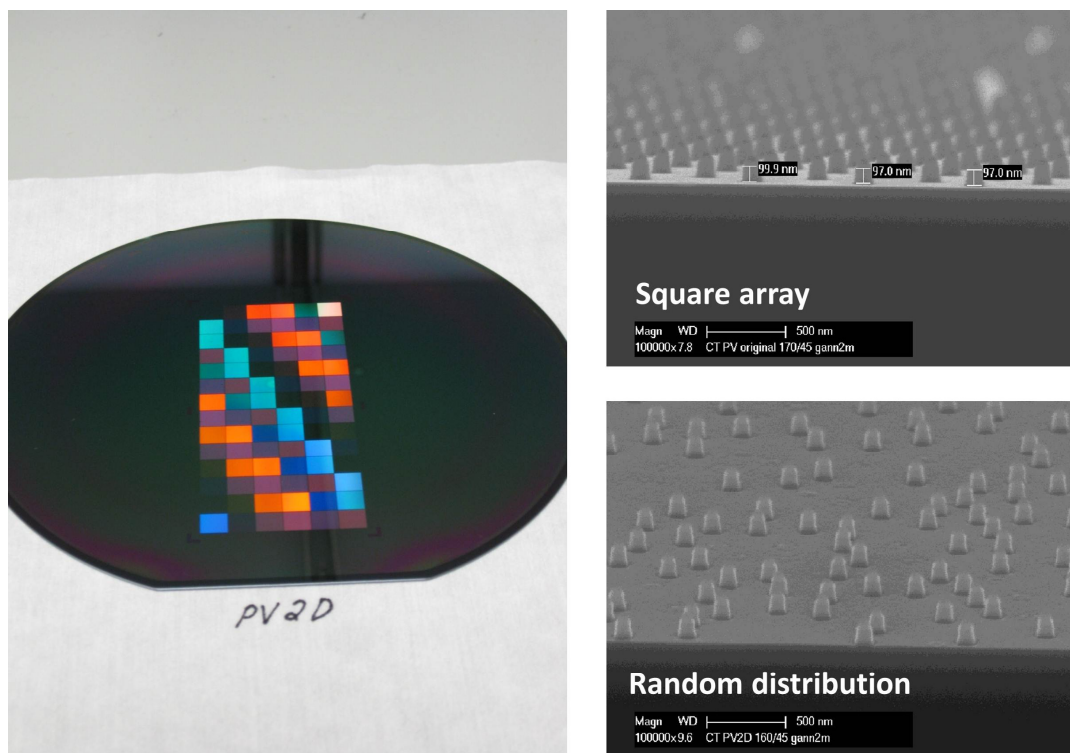 PV2D
99.9 nm
97.0 nm
97.0 nm
Square array
Magn WD 500 nm
100000x 7.8 CT PV original 170/45 gann2m
Random distribution
Magn WD 500 nm
100000x 9.6 CT PV2D 160/45 gann2m